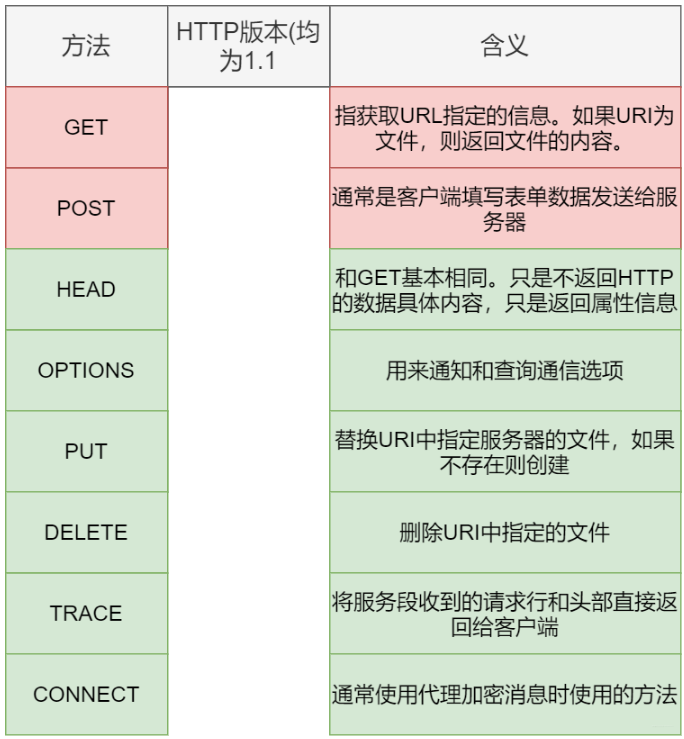 方法
HTTP版本(均
为1.1
含义
GET
指获取URL指定的信息。如果URI为
文件，则返回文件的内容。
POST
通常是客户端填写表单数据发送给服
务器
HEAD
和GET基本相同。只是不返回HTTP
的数据具体内容，只是返回属性信息
OPTIONS
用来通知和查询通信选项
PUT
替换URI中指定服务器的文件，如果
不存在则创建
DELETE
删除URI中指定的文件
TRACE
将服务段收到的请求行和头部直接返
回给客户端
CONNECT
通常使用代理加密消息时使用的方法